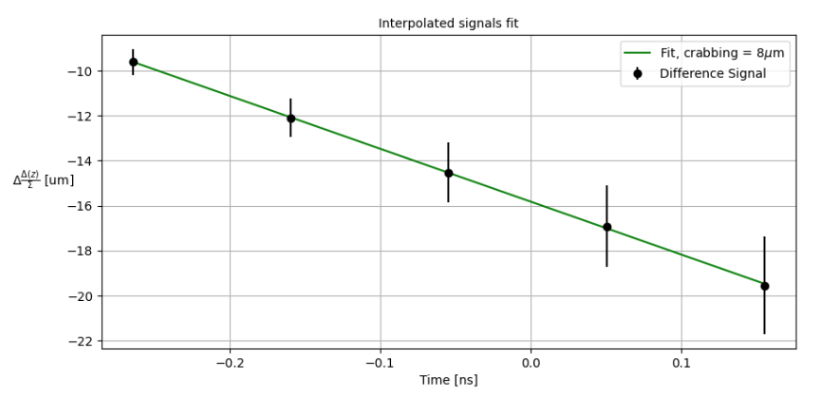 Interpolated signals fit
Fit, crabbing = 8μm
Difference Signal
−10
−12
−14
−16
−18
−20
−22
Δ Δ(z)/Σ [um]
−0.2
−0.1
0.0
0.1
Time [ns]